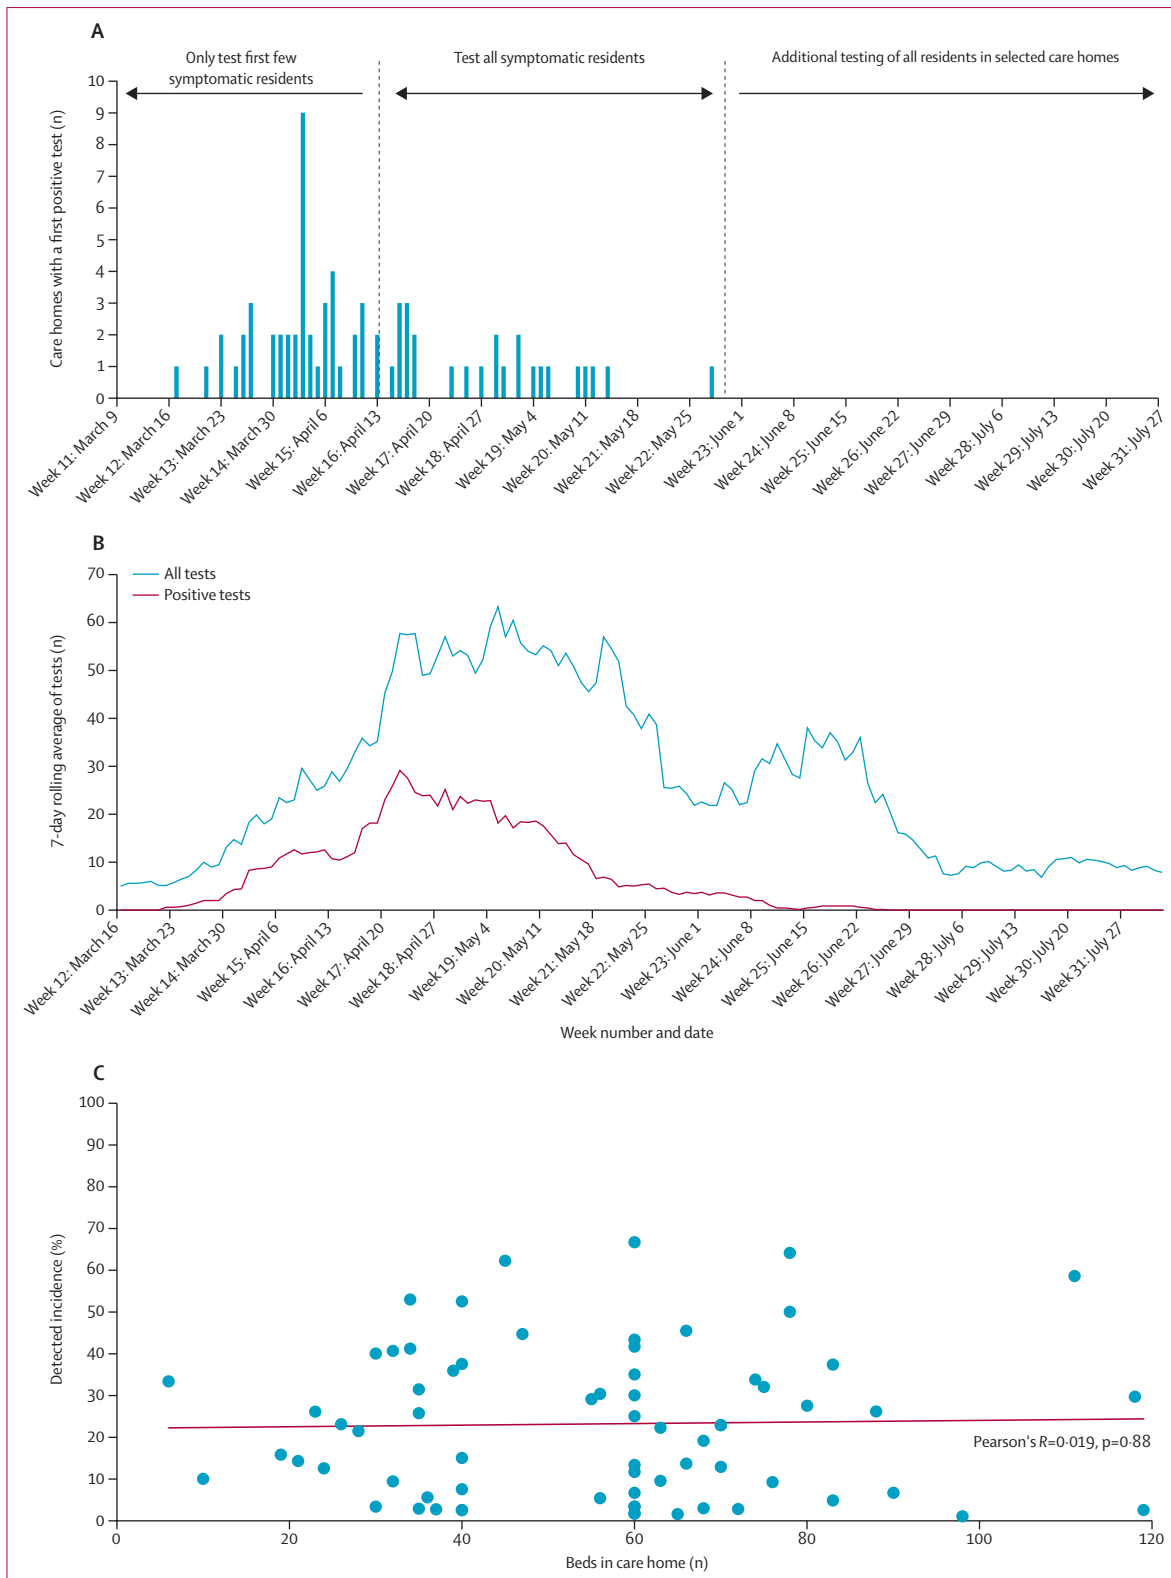 A
Only test first few
symptomatic residents
Test all symptomatic residents
Additional testing of all residents in selected care homes
Care homes with a first positive test (n)
10
9
8
7
6
5
4
3
2
1
0
Week 11: March 9
Week 12: March 16
Week 13: March 23
Week 14: March 30
Week 15: April 6
Week 16: April 13
Week 17: April 20
Week 18: April 27
Week 19: May 4
Week 20: May 11
Week 21: May 18
Week 22: May 25
Week 23: June 1
Week 24: June 8
Week 25: June 15
Week 26: June 22
Week 27: June 29
Week 28: July 6
Week 29: July 13
Week 30: July 20
Week 31: July 27
B
All tests
Positive tests
7-day rolling average of tests (n)
70
60
50
40
30
20
10
0
Week 12: March 16
Week 13: March 23
Week 14: March 30
Week 15: April 6
Week 16: April 13
Week 17: April 20
Week 18: April 27
Week 19: May 4
Week 20: May 11
Week 21: May 18
Week 22: May 25
Week 23: June 1
Week 24: June 8
Week 25: June 15
Week 26: June 22
Week 27: June 29
Week 28: July 6
Week 29: July 13
Week 30: July 20
Week 31: July 27
Week number and date
C
Detected incidence (%)
100
90
80
70
60
50
40
30
20
10
0
Pearson's R=0·019, p=0·88
0
20
40
60
80
100
120
Beds in care home (n)